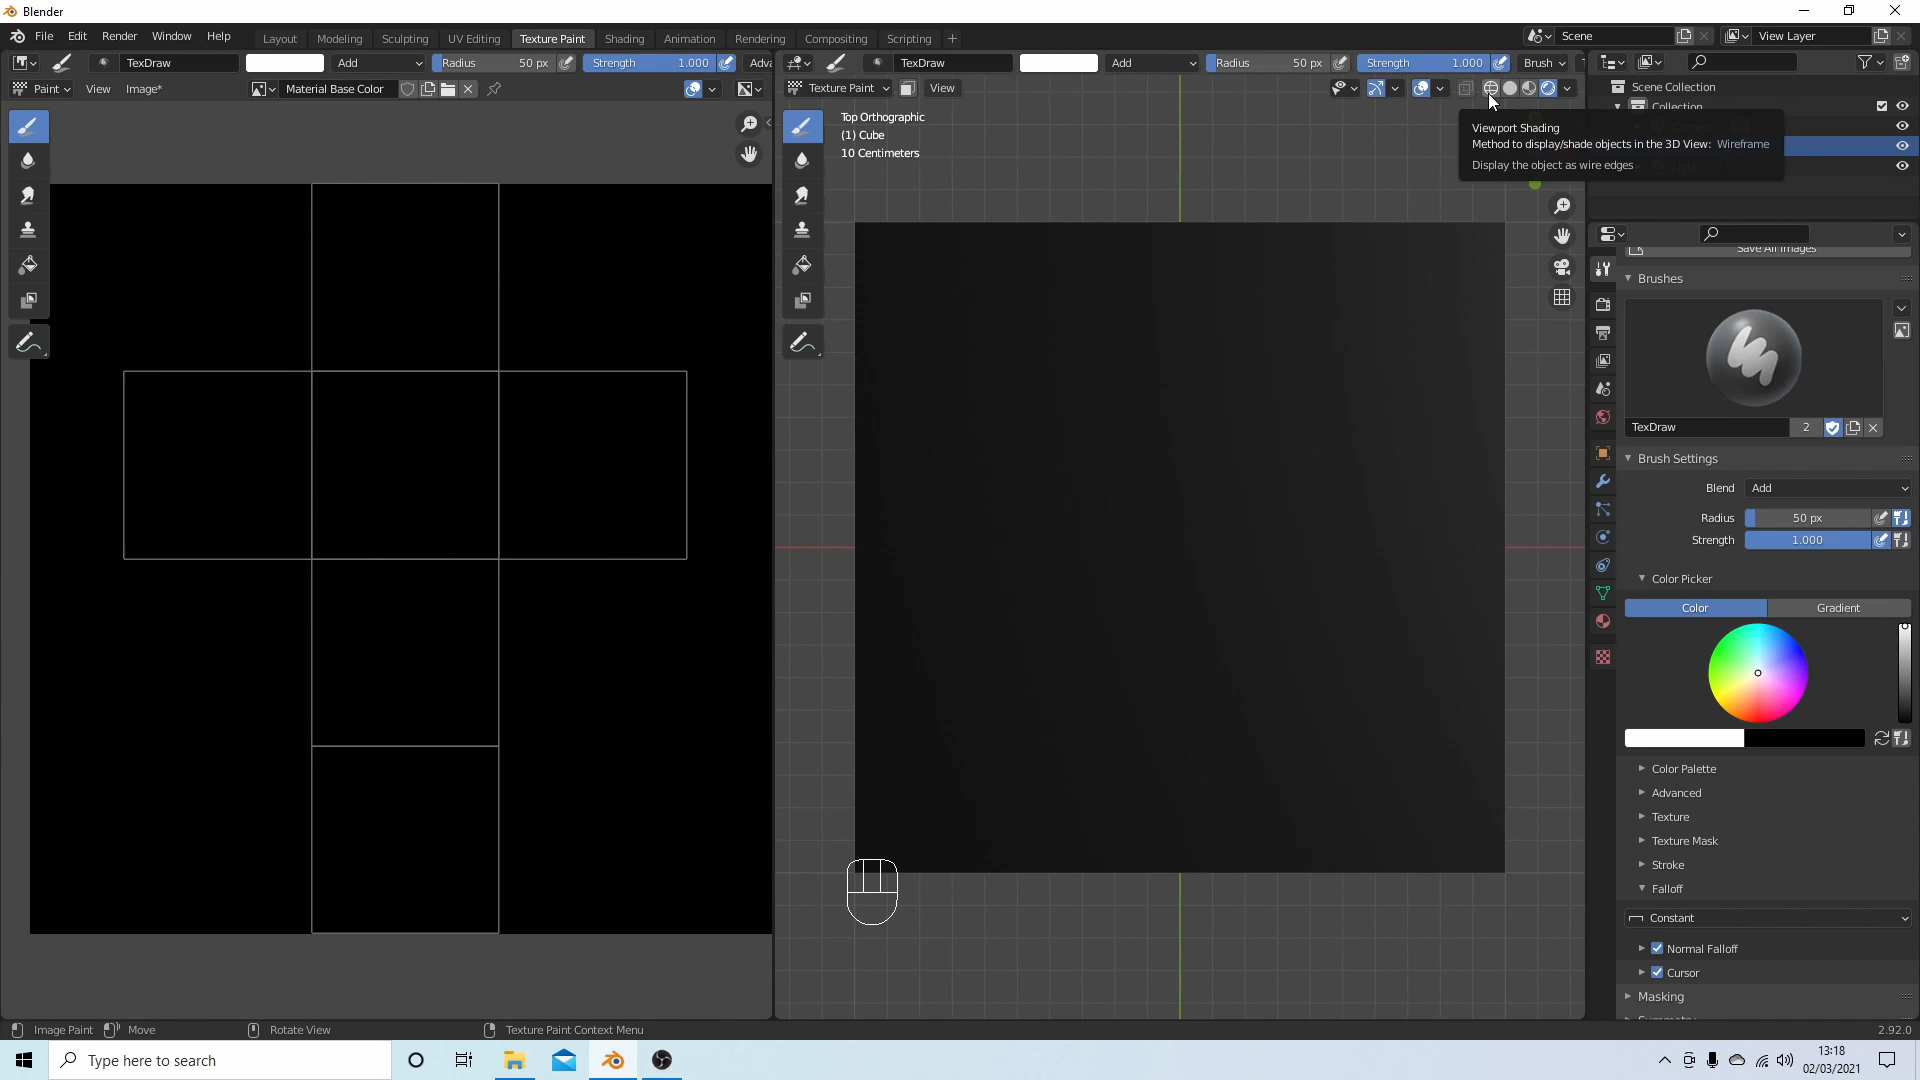 Blender
File Edit Render Window Help
Layout Modeling Sculpting UV Editing Texture Paint Shading Animation Rendering Compositing Scripting +
Scene
View Layer
TexDraw Add Radius 50 px Strength 1.000 Adva
TexDraw Add Radius 50 px Strength 1.000 Brush
Paint View Image* Material Base Color
Texture Paint View
Scene Collection
Collection
Top Orthographic
(1) Cube
10 Centimeters
Viewport Shading
Method to display/shade objects in the 3D View: Wireframe
Display the object as wire edges
Save All Images
Brushes
TexDraw 2
Brush Settings
Blend Add
Radius 50 px
Strength 1.000
Color Picker
Color Gradient
Color Palette
Advanced
Texture
Texture Mask
Stroke
Falloff
Constant
Normal Falloff
Cursor
Masking
Image Paint Move Rotate View Texture Paint Context Menu 2.92.0
Type here to search
13:18
02/03/2021